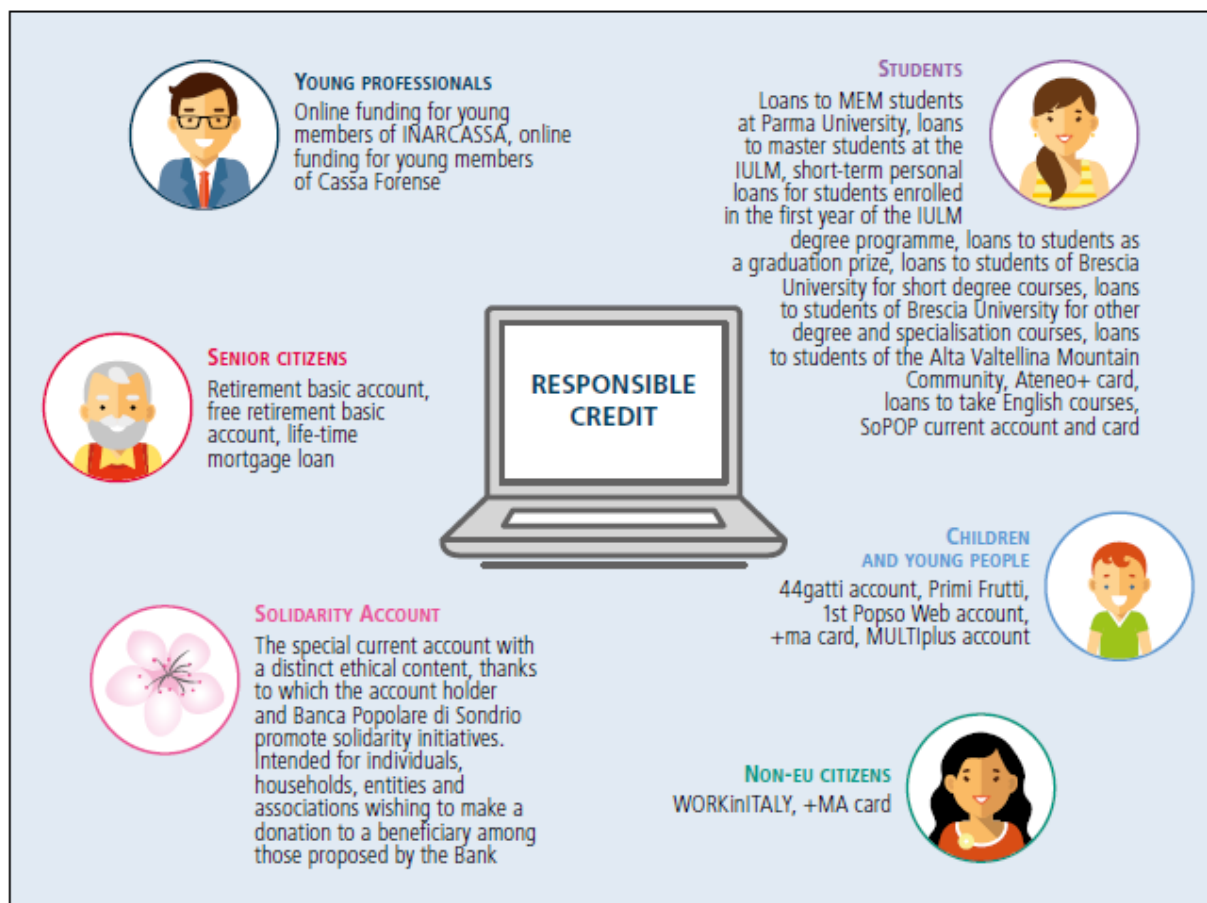 YOUNG PROFESSIONALS
Online funding for young
members of INARCASSA, online
funding for young members
of Cassa Forense
STUDENTS
Loans to MEM students
at Parma University, loans
to master students at the
IULM, short-term personal
loans for students enrolled
in the first year of the IULM
degree programme, loans to students as
a graduation prize, loans to students of Brescia
University for short degree courses, loans
to students of Brescia University for other
degree and specialisation courses, loans
to students of the Alta Valtellina Mountain
Community, Ateneo+ card,
loans to take English courses,
SoPOP current account and card
SENIOR CITIZENS
Retirement basic account,
free retirement basic
account, life-time
mortgage loan
RESPONSIBLE
CREDIT
CHILDREN
AND YOUNG PEOPLE
44gatti account, Primi Frutti,
1st Popso Web account,
+ma card, MULTIplus account
SOLIDARITY ACCOUNT
The special current account with
a distinct ethical content, thanks
to which the account holder
and Banca Popolare di Sondrio
promote solidarity initiatives.
Intended for individuals,
households, entities and
associations wishing to make a
donation to a beneficiary among
those proposed by the Bank
NON-EU CITIZENS
WORKinITALY, +MA card